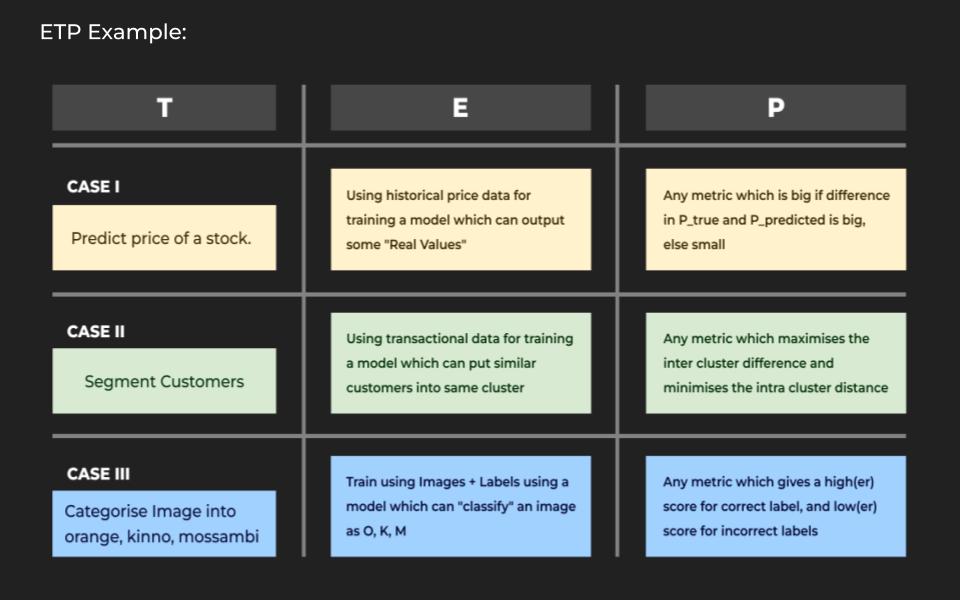 ETP Example:
T
E
P
CASE I
Predict price of a stock.
Using historical price data for
training a model which can output
some "Real Values"
Any metric which is big if difference
in P_true and P_predicted is big,
else small
CASE II
Segment Customers
Using transactional data for training
a model which can put similar
customers into same cluster
Any metric which maximises the
inter cluster difference and
minimises the intra cluster distance
CASE III
Categorise Image into
orange, kinno, mossambi
Train using Images + Labels using a
model which can "classify" an image
as O, K, M
Any metric which gives a high(er)
score for correct label, and low(er)
score for incorrect labels